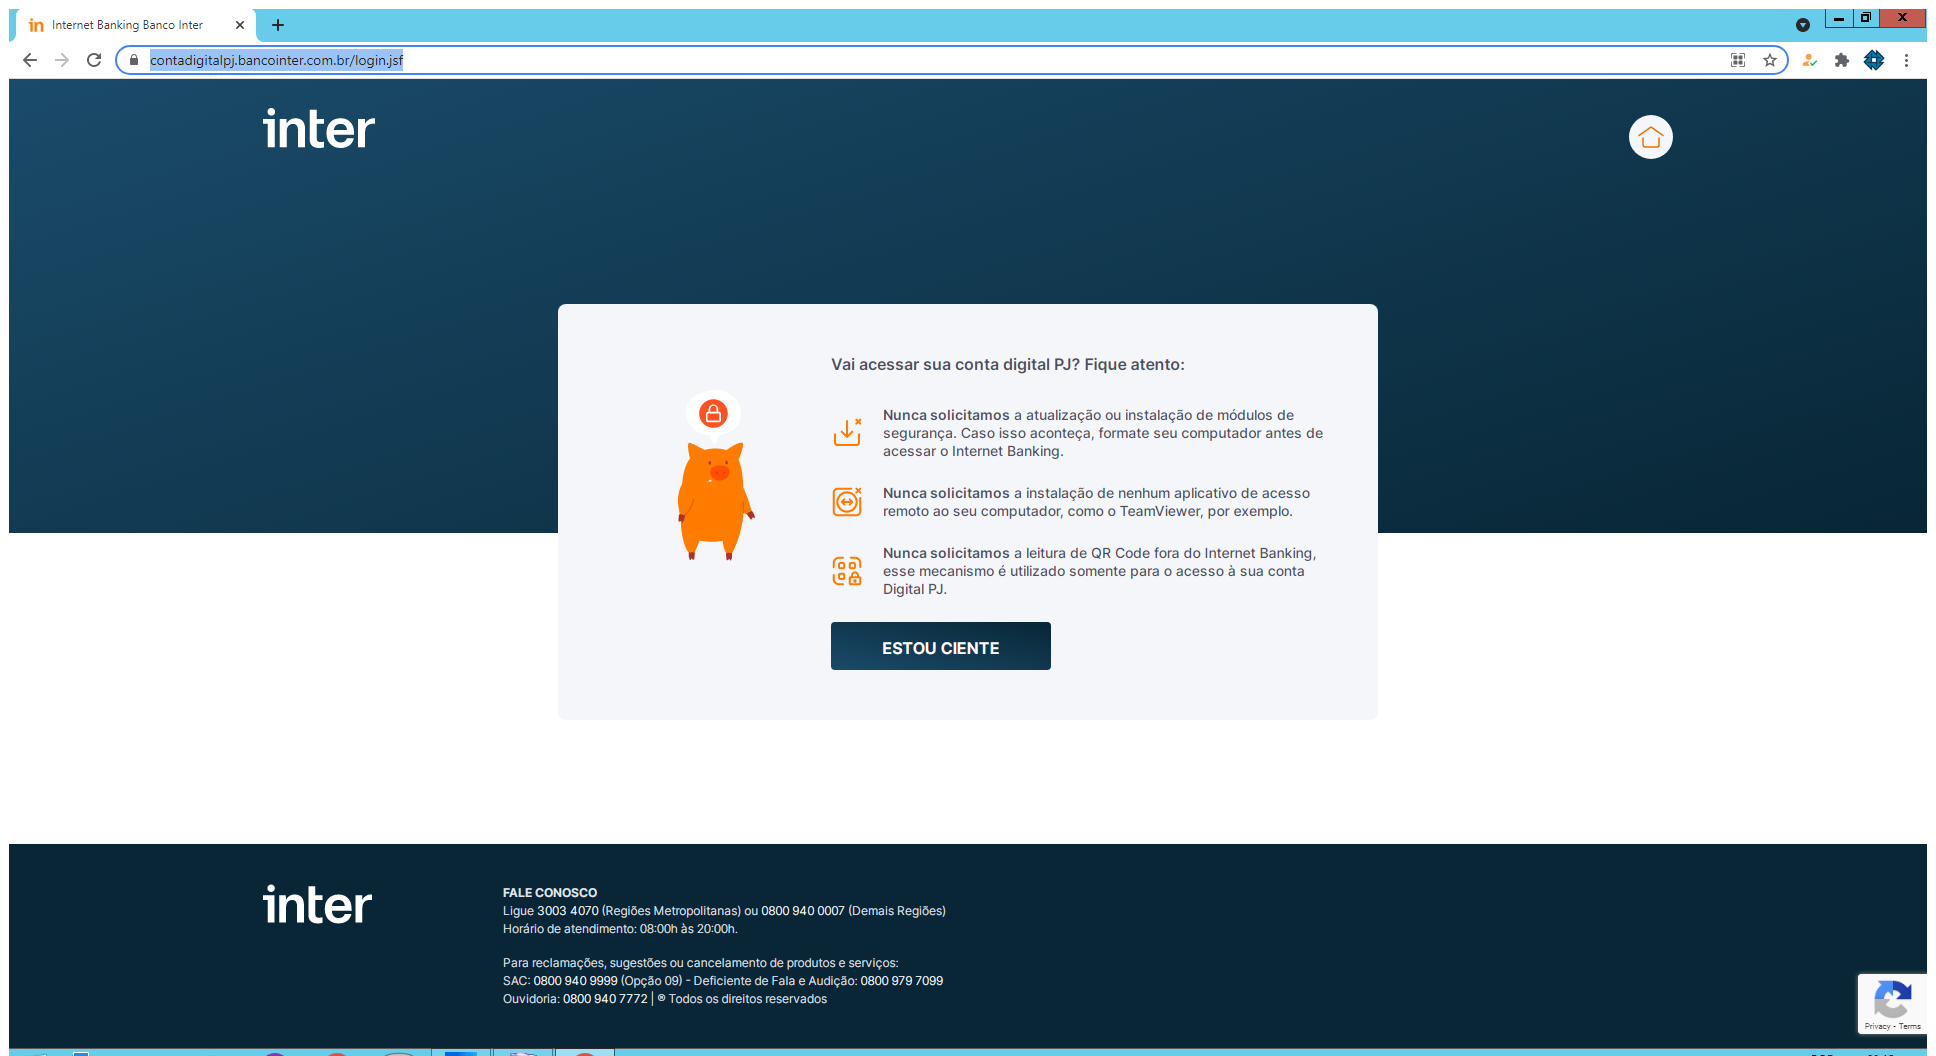 in Internet Banking Banco Inter
contadigitalpj.bancointer.com.br/login.jsf
inter
Vai acessar sua conta digital PJ? Fique atento:
Nunca solicitamos a atualização ou instalação de módulos de
segurança. Caso isso aconteça, formate seu computador antes de
acessar o Internet Banking.
Nunca solicitamos a instalação de nenhum aplicativo de acesso
remoto ao seu computador, como o TeamViewer, por exemplo.
Nunca solicitamos a leitura de QR Code fora do Internet Banking,
esse mecanismo é utilizado somente para o acesso à sua conta
Digital PJ.
ESTOU CIENTE
inter
FALE CONOSCO
Ligue 3003 4070 (Regiões Metropolitanas) ou 0800 940 0007 (Demais Regiões)
Horário de atendimento: 08:00h às 20:00h.
Para reclamações, sugestões ou cancelamento de produtos e serviços:
SAC: 0800 940 9999 (Opção 09) - Deficiente de Fala e Audição: 0800 979 7099
Ouvidoria: 0800 940 7772 | ® Todos os direitos reservados
Privacy - Terms